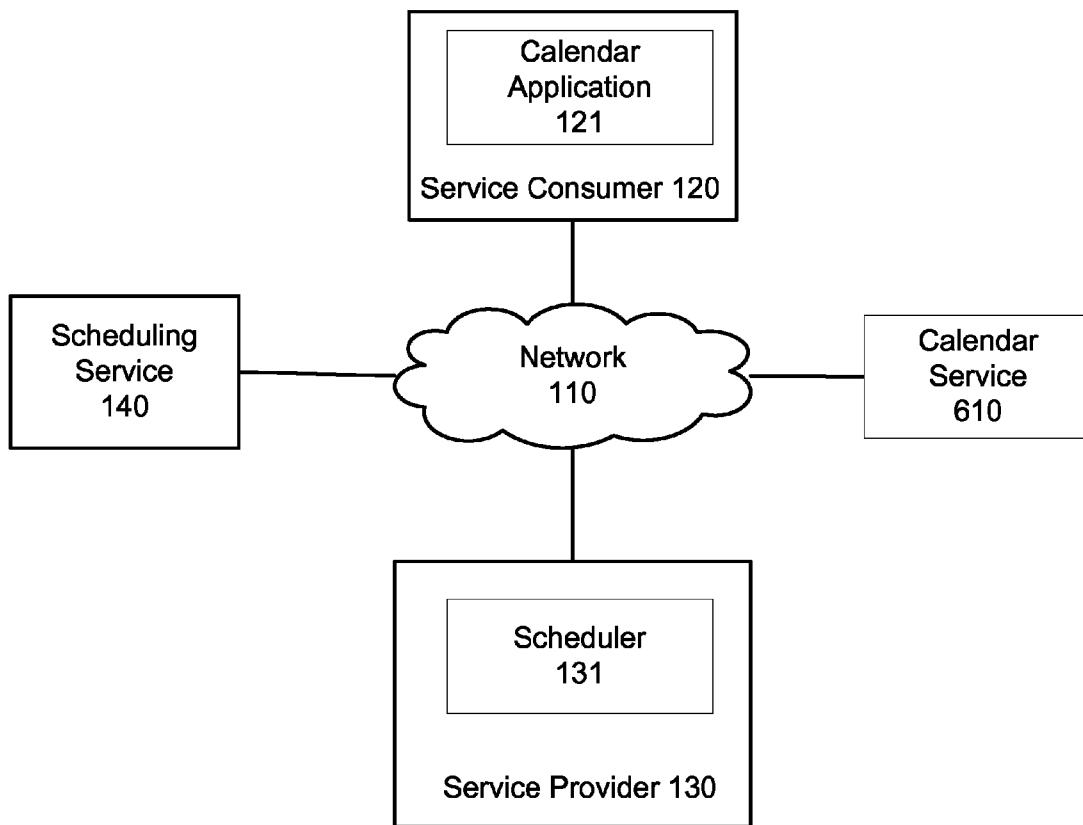 Calendar
Application
121
Service Consumer 120
Scheduling
Service
140
Network
110
Calendar
Service
610
Scheduler
131
Service Provider 130